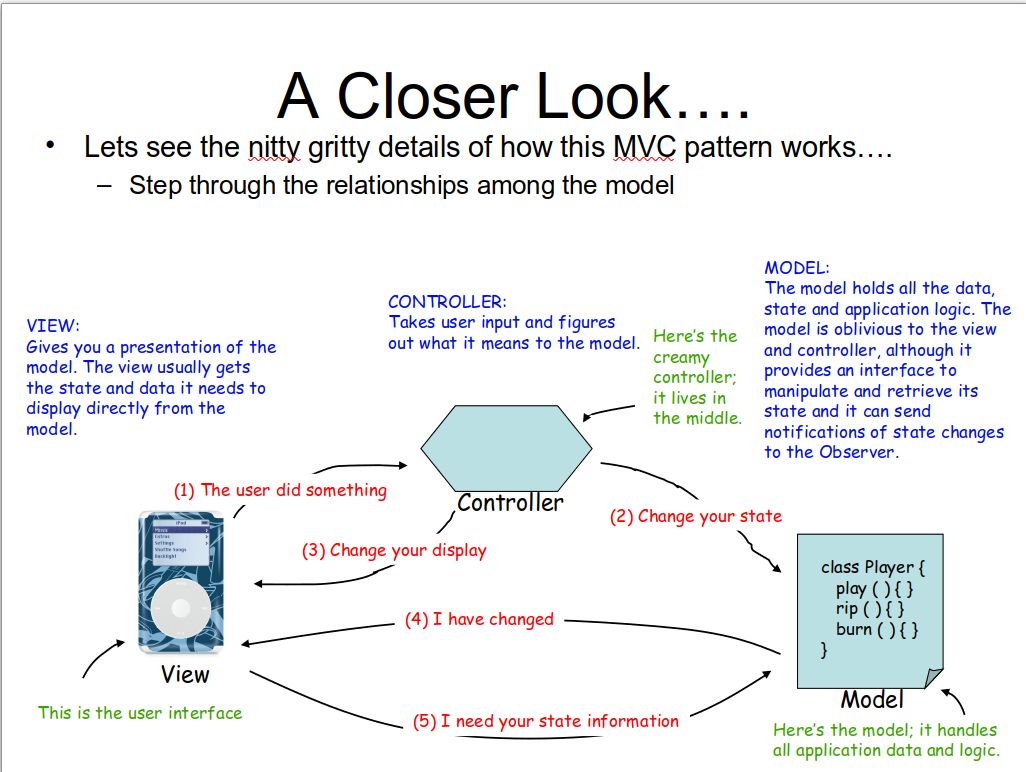 A Closer Look….
• Lets see the nitty gritty details of how this MVC pattern works….
– Step through the relationships among the model
MODEL:
The model holds all the data,
state and application logic. The
model is oblivious to the view
and controller, although it
provides an interface to
manipulate and retrieve its
state and it can send
notifications of state changes
to the Observer.
CONTROLLER:
Takes user input and figures
out what it means to the model.
VIEW:
Gives you a presentation of the
model. The view usually gets
the state and data it needs to
display directly from the
model.
Here's the
creamy
controller;
it lives in
the middle.
(1) The user did something
Controller
(2) Change your state
(3) Change your display
iPod
Music
Extras
Settings
Shuffle Songs
Backlight
class Player {
play ( ) { }
rip ( ) { }
burn ( ) { }
}
(4) I have changed
View
Model
This is the user interface
(5) I need your state information
Here's the model; it handles
all application data and logic.